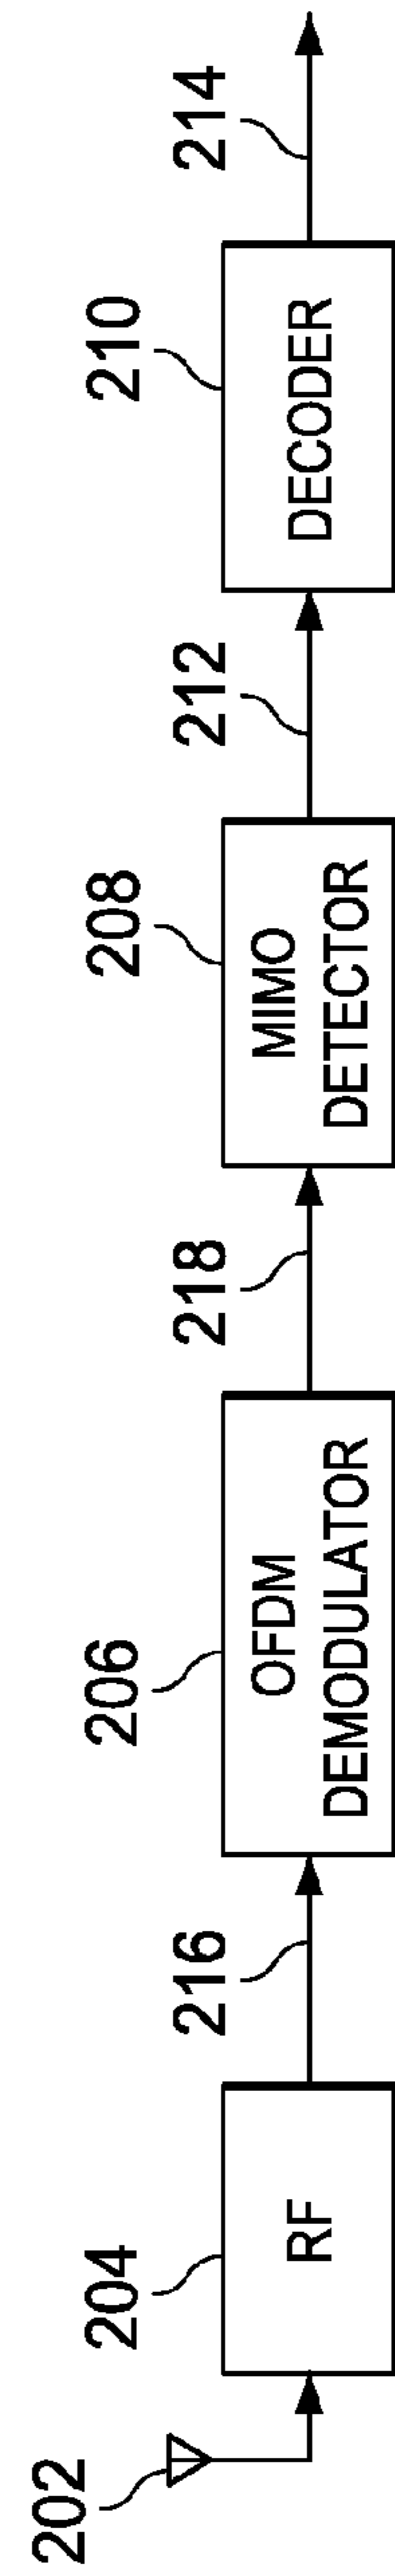 202
204
RF
216
206
OFDM
DEMODULATOR
218
208
MIMO
DETECTOR
212
210
DECODER
214